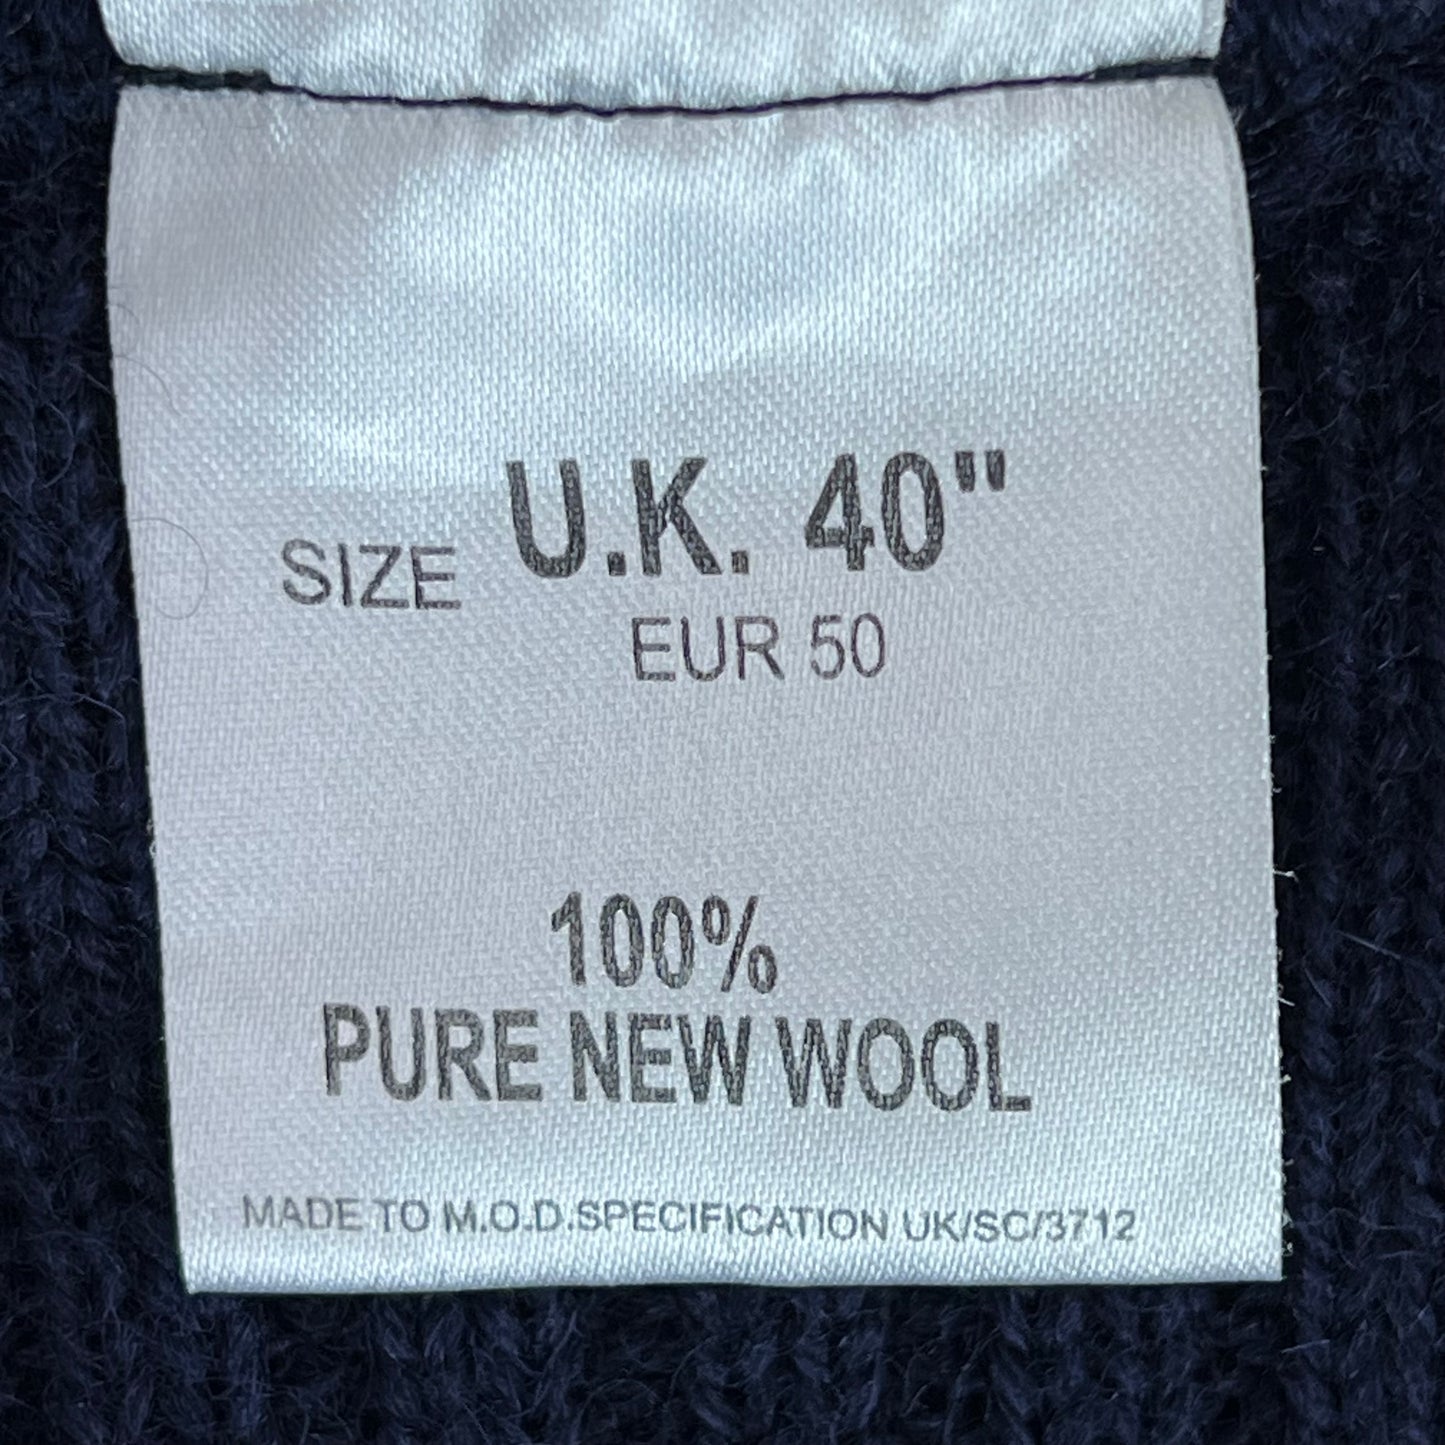 SIZE U.K. 40"
EUR 50
100%
PURE NEW WOOL
MADE TO M.O.D.SPECIFICATION UK/SC/3712